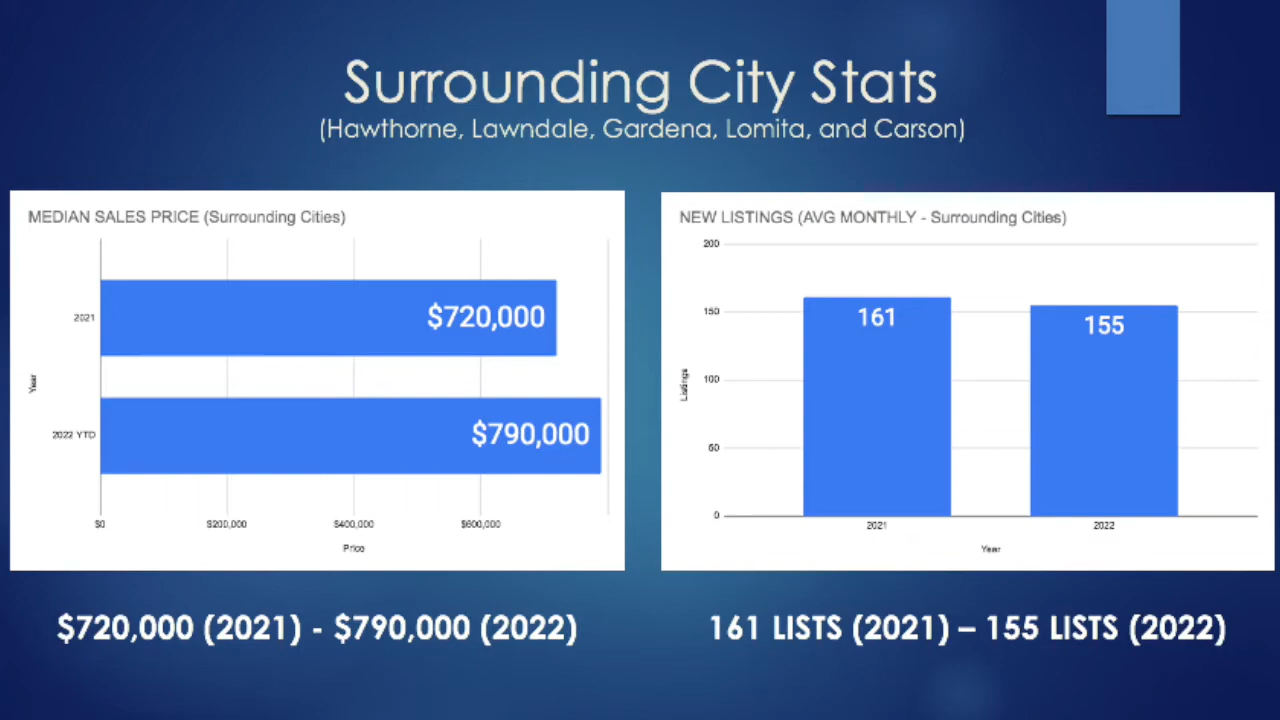 Surrounding City Stats
(Hawthorne, Lawndale, Gardena, Lomita, and Carson)
MEDIAN SALES PRICE (Surrounding Cities)
Year
2021
$720,000
2022 YTD
$790,000
$0
$200,000
$400,000
$600,000
Price
NEW LISTINGS (AVG MONTHLY - Surrounding Cities)
Listings
200
150
100
50
0
161
155
2021
2022
Year
$720,000 (2021) - $790,000 (2022)
161 LISTS (2021) – 155 LISTS (2022)